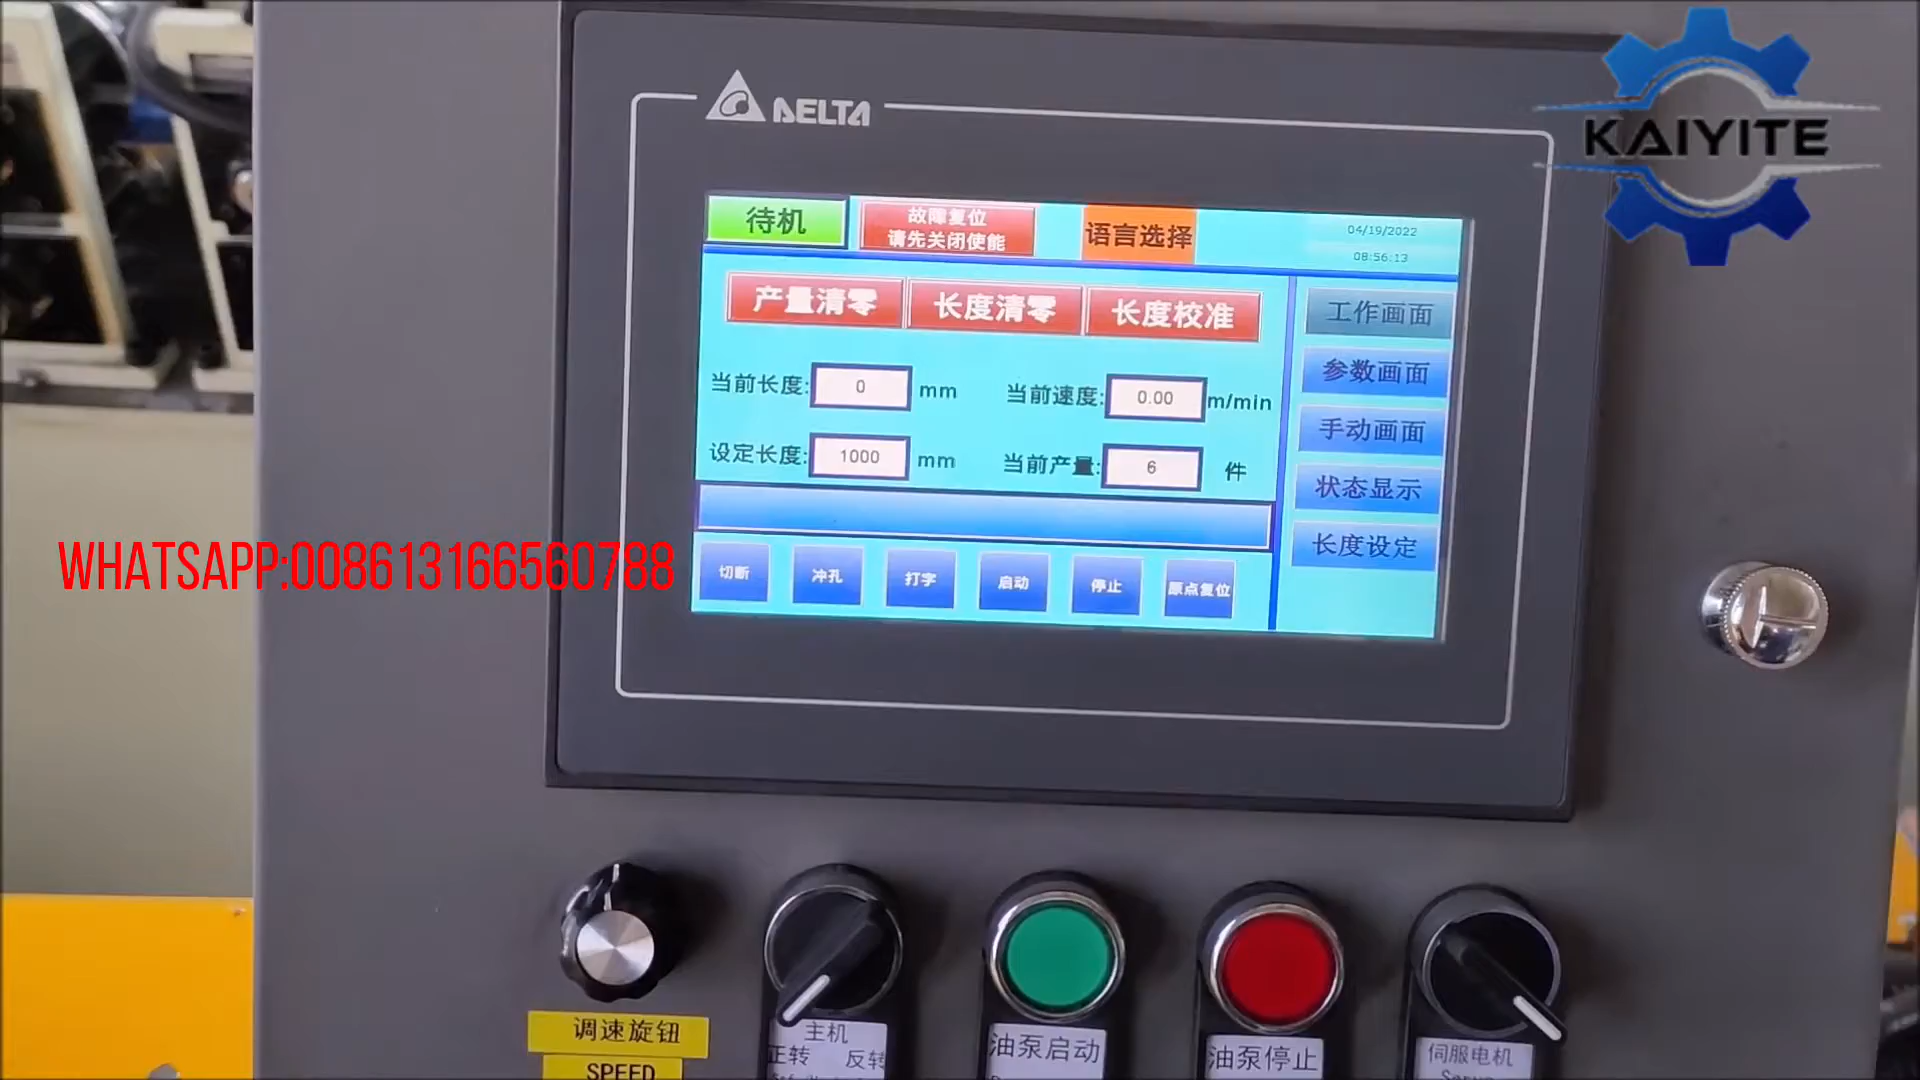 DELTA
KAIYITE
待机
故障复位
请先关闭使能
语言选择
04/19/2022
08:56:13
产量清零
长度清零
长度校准
工作画面
参数画面
手动画面
状态显示
长度设定
当前长度: 0 mm
当前速度: 0.00 m/min
设定长度: 1000 mm
当前产量: 6 件
切断
冲孔
打字
启动
停止
原点复位
WHATSAPP:008613166560788
调速旋钮
SPEED
主机
正转 反转
油泵启动
油泵停止
伺服电机